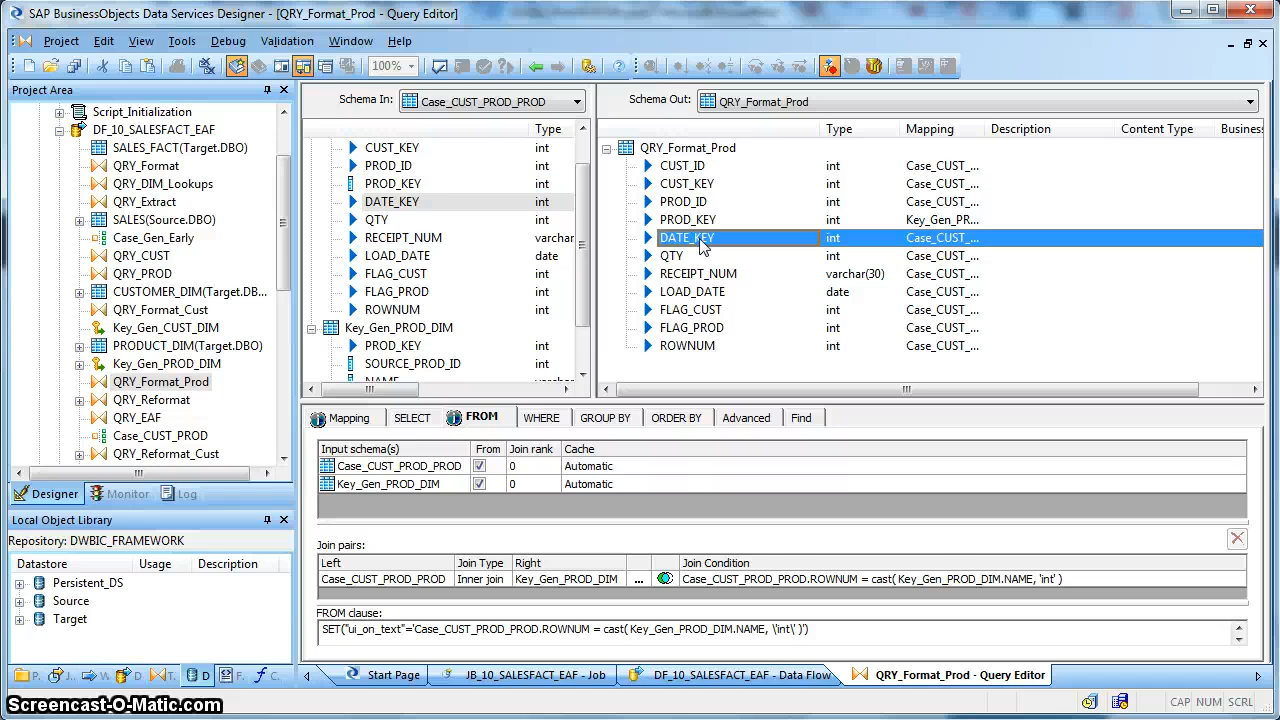 SAP BusinessObjects Data Services Designer - [QRY_Format_Prod - Query Editor]
Project Edit View Tools Debug Validation Window Help
100%
Project Area
Script_Initialization
DF_10_SALESFACT_EAF
SALES_FACT(Target.DBO)
QRY_Format
QRY_DIM_Lookups
QRY_Extract
SALES(Source.DBO)
Case_Gen_Early
QRY_CUST
QRY_PROD
CUSTOMER_DIM(Target.DB...
QRY_Format_Cust
Key_Gen_CUST_DIM
PRODUCT_DIM(Target.DBO)
Key_Gen_PROD_DIM
QRY_Format_Prod
QRY_Reformat
QRY_EAF
Case_CUST_PROD
QRY_Reformat_Cust
Designer Monitor Log
Local Object Library
Repository: DWBIC_FRAMEWORK
Datastore Usage Description
Persistent_DS
Source
Target
P. J.. W D. T. D F. C.
Schema In: Case_CUST_PROD_PROD
Type
CUST_KEY int
PROD_ID int
PROD_KEY int
DATE_KEY int
QTY int
RECEIPT_NUM varchar
LOAD_DATE date
FLAG_CUST int
FLAG_PROD int
ROWNUM int
Key_Gen_PROD_DIM
PROD_KEY int
SOURCE_PROD_ID int
NAME varchar
Schema Out: QRY_Format_Prod
Type Mapping Description Content Type Business
QRY_Format_Prod
CUST_ID int Case_CUST_...
CUST_KEY int Case_CUST_...
PROD_ID int Case_CUST_...
PROD_KEY int Key_Gen_PR...
DATE_KEY int Case_CUST_...
QTY int Case_CUST_...
RECEIPT_NUM varchar(30) Case_CUST_...
LOAD_DATE date Case_CUST_...
FLAG_CUST int Case_CUST_...
FLAG_PROD int Case_CUST_...
ROWNUM int Case_CUST_...
Mapping SELECT FROM WHERE GROUP BY ORDER BY Advanced Find
Input schema(s) From Join rank Cache
Case_CUST_PROD_PROD 0 Automatic
Key_Gen_PROD_DIM 0 Automatic
Join pairs:
Left Join Type Right Join Condition
Case_CUST_PROD_PROD Inner join Key_Gen_PROD_DIM ... Case_CUST_PROD_PROD.ROWNUM = cast( Key_Gen_PROD_DIM.NAME, 'int' )
FROM clause:
SET("ui_on_text"='Case_CUST_PROD_PROD.ROWNUM = cast( Key_Gen_PROD_DIM.NAME, \'int\' )')
Start Page JB_10_SALESFACT_EAF - Job DF_10_SALESFACT_EAF - Data Flow QRY_Format_Prod - Query Editor
CAP NUM SCRL
Screencast-O-Matic.com